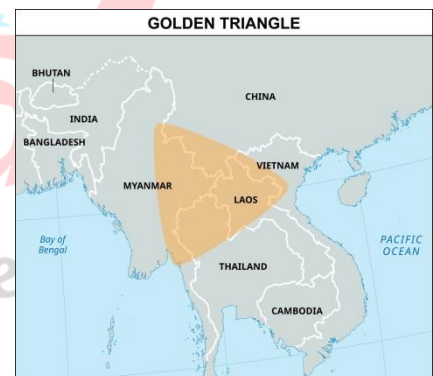 GOLDEN TRIANGLE
BHUTAN
CHINA
INDIA
BANGLADESH
VIETNAM
MYANMAR
LAOS
Bay of
Bengal
PACIFIC
OCEAN
THAILAND
CAMBODIA